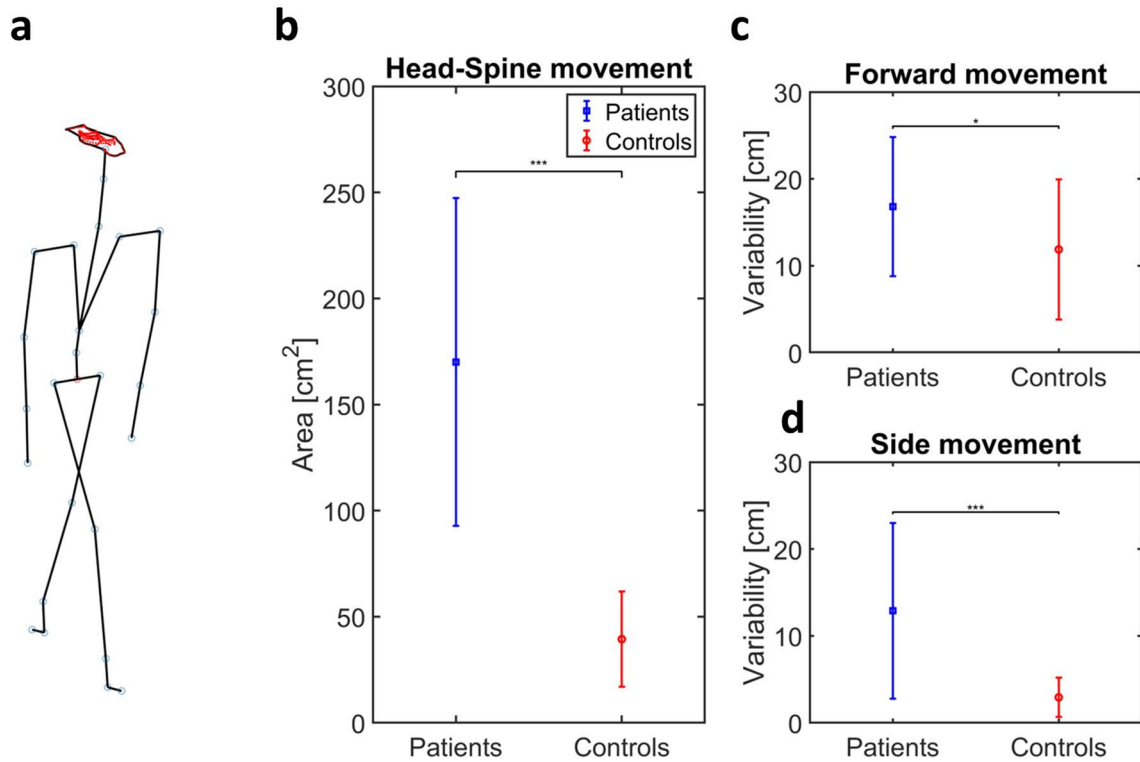 a
b
Head-Spine movement
Patients
Controls
***
Area [cm²]
300
250
200
150
100
50
0
Patients
Controls
c
Forward movement
*
Variability [cm]
30
20
10
0
Patients
Controls
d
Side movement
***
Variability [cm]
30
20
10
0
Patients
Controls